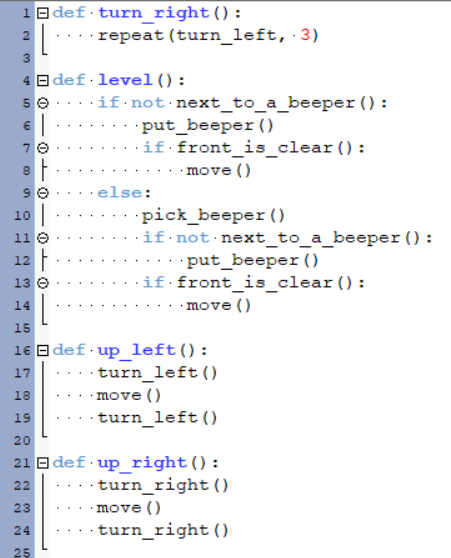 1 def turn_right():
2     repeat(turn_left, 3)
3
4 def level():
5     if not next_to_a_beeper():
6         put_beeper()
7         if front_is_clear():
8             move()
9     else:
10         pick_beeper()
11         if not next_to_a_beeper():
12             put_beeper()
13         if front_is_clear():
14             move()
15
16 def up_left():
17     turn_left()
18     move()
19     turn_left()
20
21 def up_right():
22     turn_right()
23     move()
24     turn_right()
25